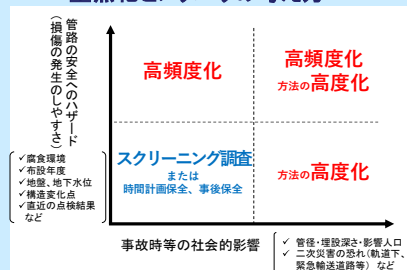 管路の安全へのハザード
(損傷の発生のしやすさ)
✓腐食環境
✓布設年度
✓地盤、地下水位
✓構造変化点
✓直近の点検結果
など
高頻度化
高頻度化
方法の高度化
スクリーニング調査
または
時間計画保全、事後保全
方法の高度化
事故時等の社会的影響
✓ 管径・埋設深さ・影響人口
✓ 二次災害の恐れ(軌道下、
緊急輸送道路等) など